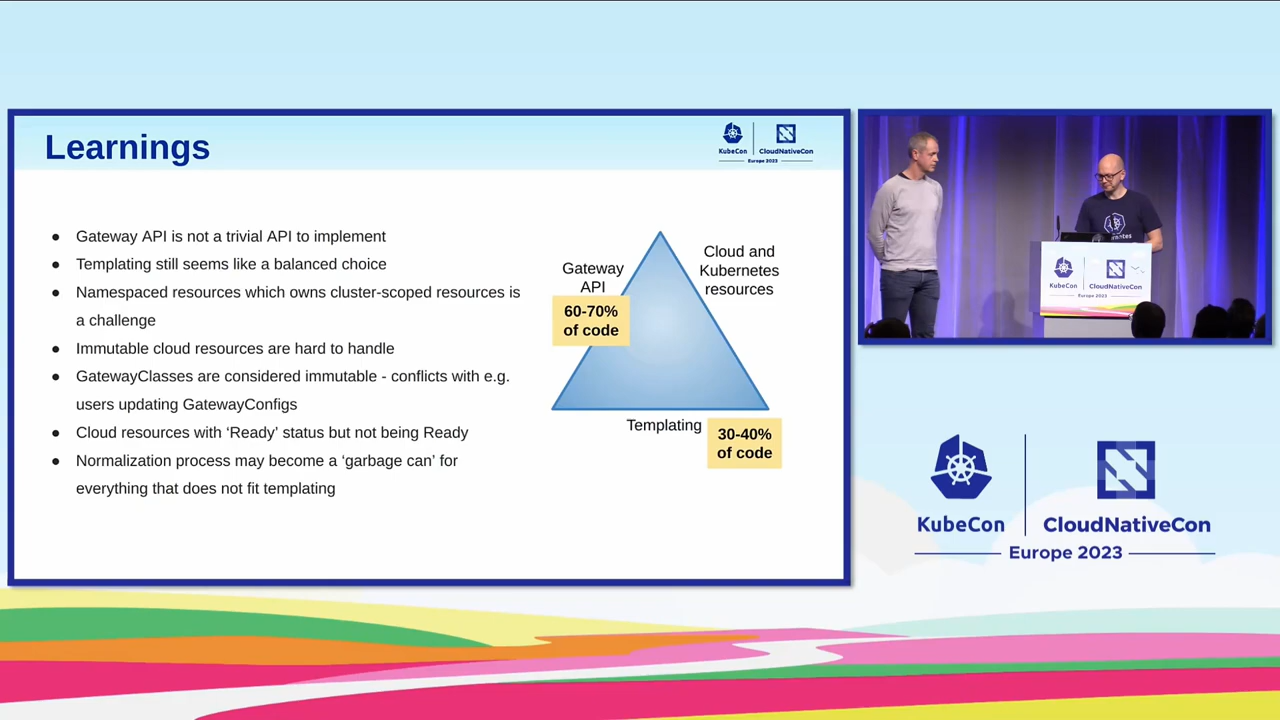 Learnings
KubeCon
CloudNativeCon
Europe 2023
● Gateway API is not a trivial API to implement
● Templating still seems like a balanced choice
● Namespaced resources which owns cluster-scoped resources is
a challenge
● Immutable cloud resources are hard to handle
● GatewayClasses are considered immutable - conflicts with e.g.
users updating GatewayConfigs
● Cloud resources with ‘Ready’ status but not being Ready
● Normalization process may become a ‘garbage can’ for
everything that does not fit templating
Gateway
API
60-70%
of code
Cloud and
Kubernetes
resources
Templating
30-40%
of code
KubeCon
CloudNativeCon
Europe 2023
KubeCon
CloudNativeCon
Europe 2023